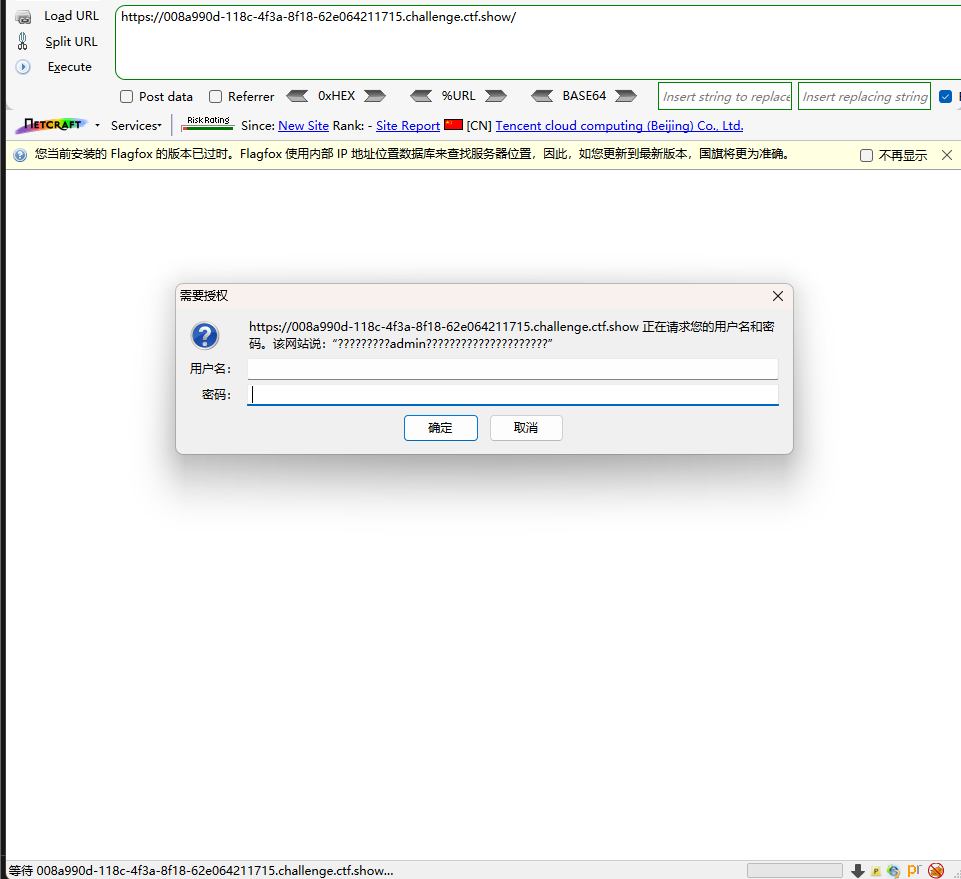 Load URL
https://008a990d-118c-4f3a-8f18-62e064211715.challenge.ctf.show/
Split URL
Execute
Post data Referrer 0xHEX %URL BASE64 Insert string to replace Insert replacing string
NETCRAFT Services Risk Rating Since: New Site Rank: - Site Report [CN] Tencent cloud computing (Beijing) Co., Ltd.
您当前安装的 Flagfox 的版本已过时。Flagfox 使用内部 IP 地址位置数据库来查找服务器位置，因此，如您更新到最新版本，国旗将更为准确。 不再显示
需要授权
https://008a990d-118c-4f3a-8f18-62e064211715.challenge.ctf.show 正在请求您的用户名和密
码。该网站说：“?????????admin?????????????????????”
用户名：
密码：
确定 取消
等待 008a990d-118c-4f3a-8f18-62e064211715.challenge.ctf.show...